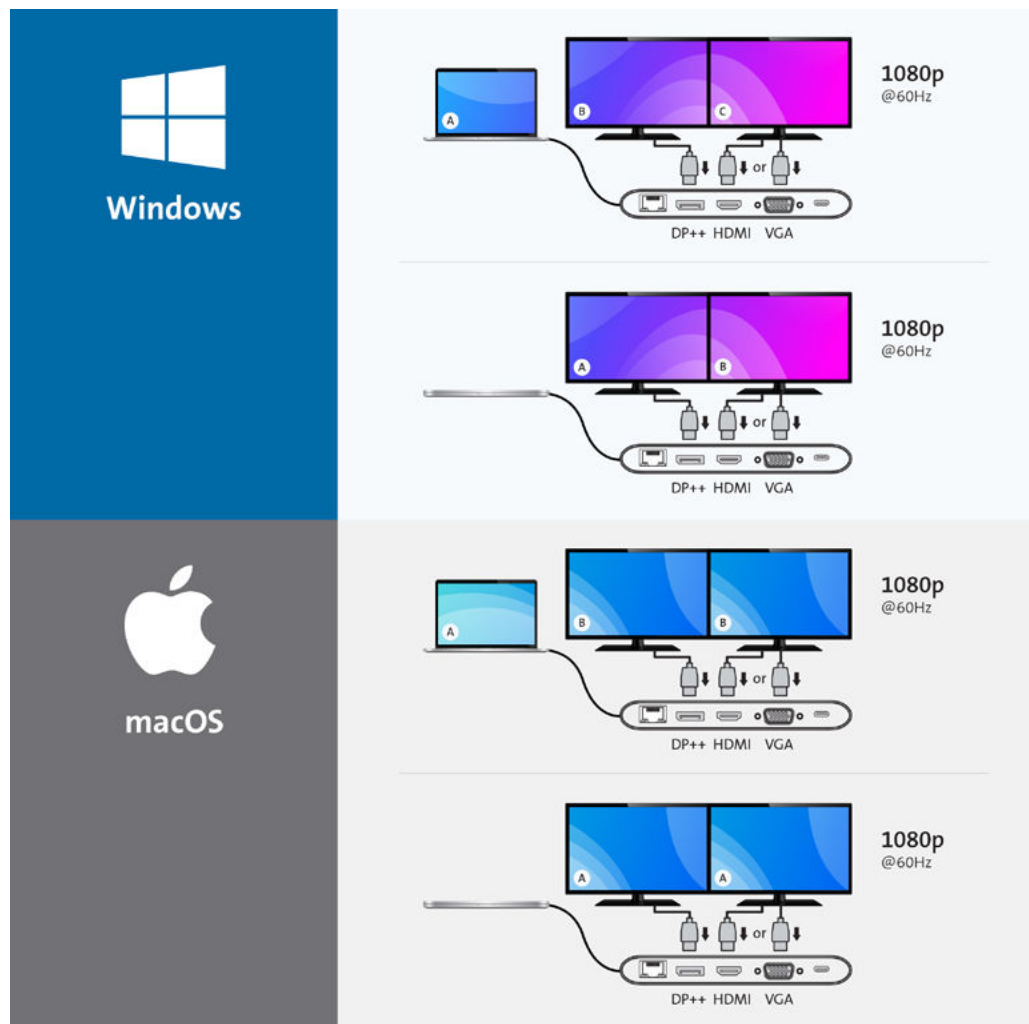 Windows
A
B
C
1080p
@60Hz
or
DP++ HDMI VGA
A
B
1080p
@60Hz
or
DP++ HDMI VGA
macOS
A
B
B
1080p
@60Hz
or
DP++ HDMI VGA
A
A
1080p
@60Hz
or
DP++ HDMI VGA